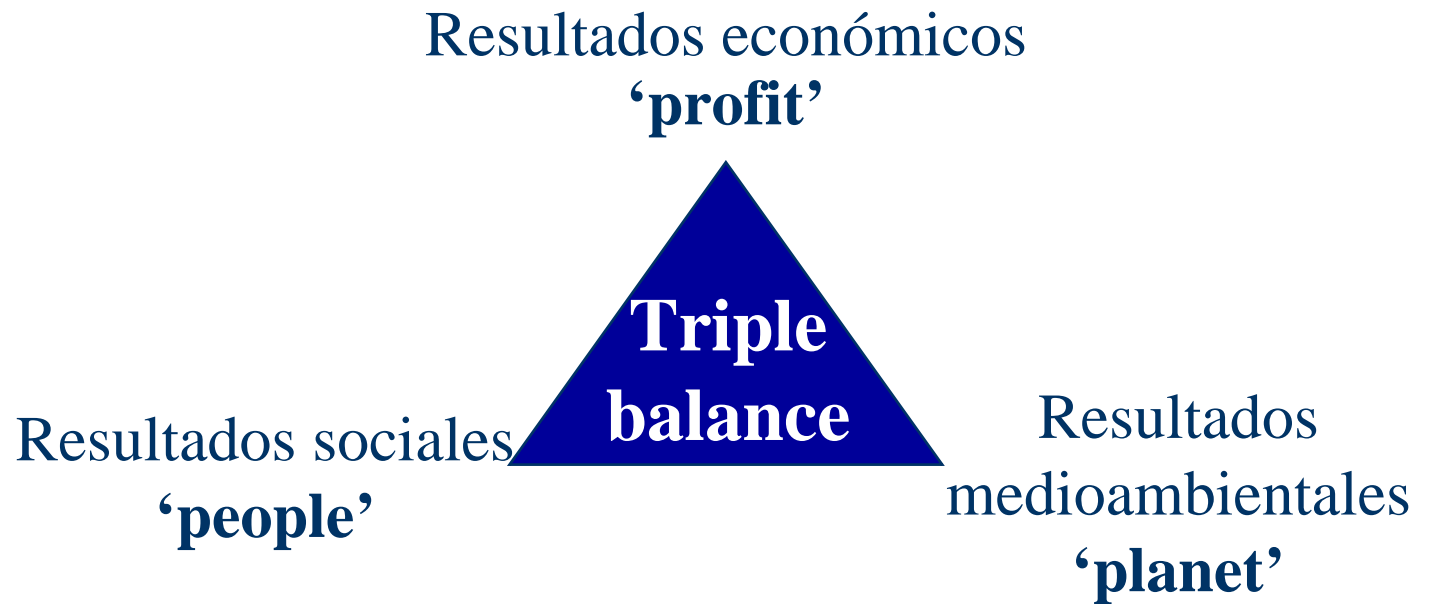 Resultados económicos
‘profit’
Triple
balance
Resultados sociales
‘people’
Resultados
medioambientales
‘planet’